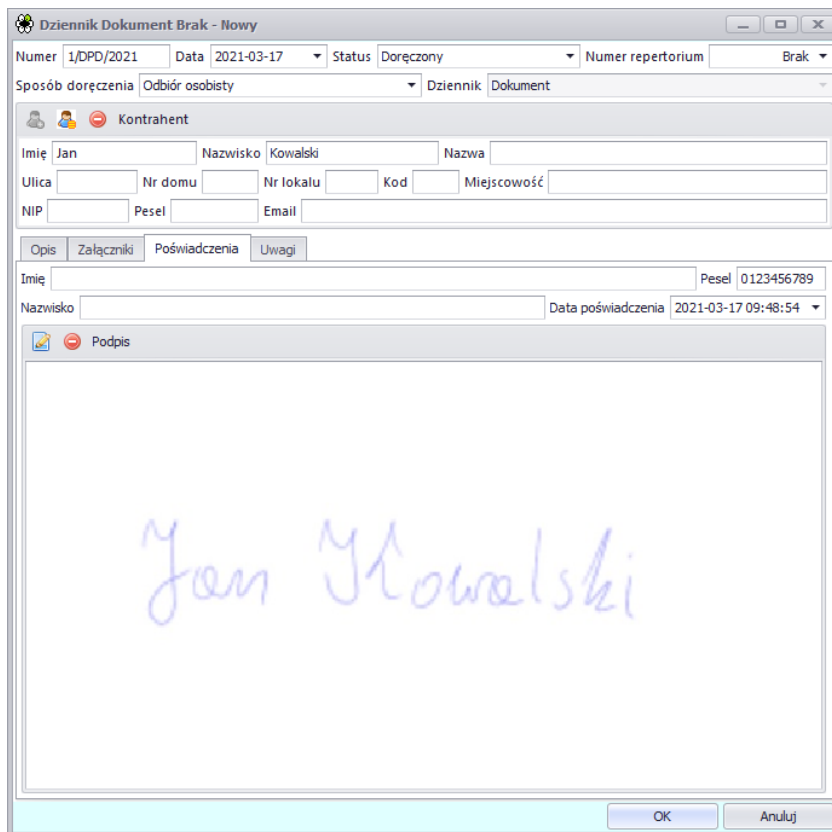 Dziennik Dokument Brak - Nowy
Numer 1/DPD/2021 Data 2021-03-17 Status Doręczony Numer repertorium Brak
Sposób doręczenia Odbiór osobisty Dziennik Dokument
Kontrahent
Imię Jan Nazwisko Kowalski Nazwa
Ulica Nr domu Nr lokalu Kod Miejscowość
NIP Pesel Email
Opis Załączniki Poświadczenia Uwagi
Imię Pesel 0123456789
Nazwisko Data poświadczenia 2021-03-17 09:48:54
Podpis
Jan Kowalski
OK Anuluj